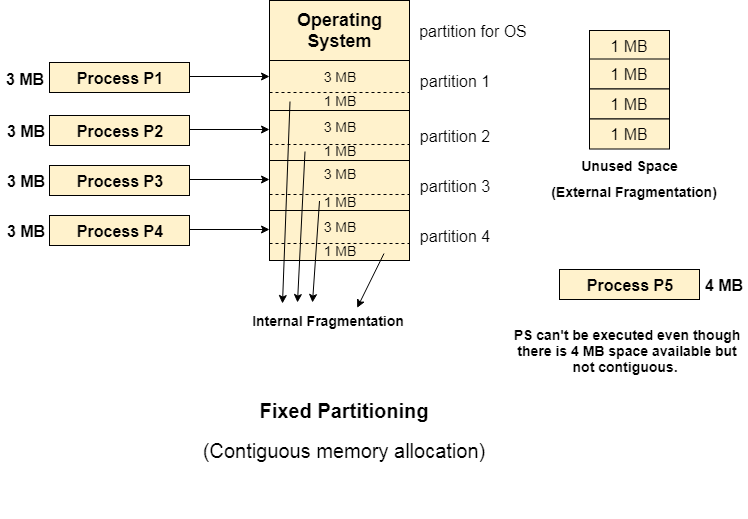 Operating
System
partition for OS
3 MB
Process P1
3 MB
1 MB
partition 1
3 MB
Process P2
3 MB
1 MB
partition 2
3 MB
Process P3
3 MB
1 MB
partition 3
3 MB
Process P4
3 MB
1 MB
partition 4
Internal Fragmentation
1 MB
1 MB
1 MB
1 MB
Unused Space
(External Fragmentation)
Process P5
4 MB
PS can't be executed even though
there is 4 MB space available but
not contiguous.
Fixed Partitioning
(Contiguous memory allocation)